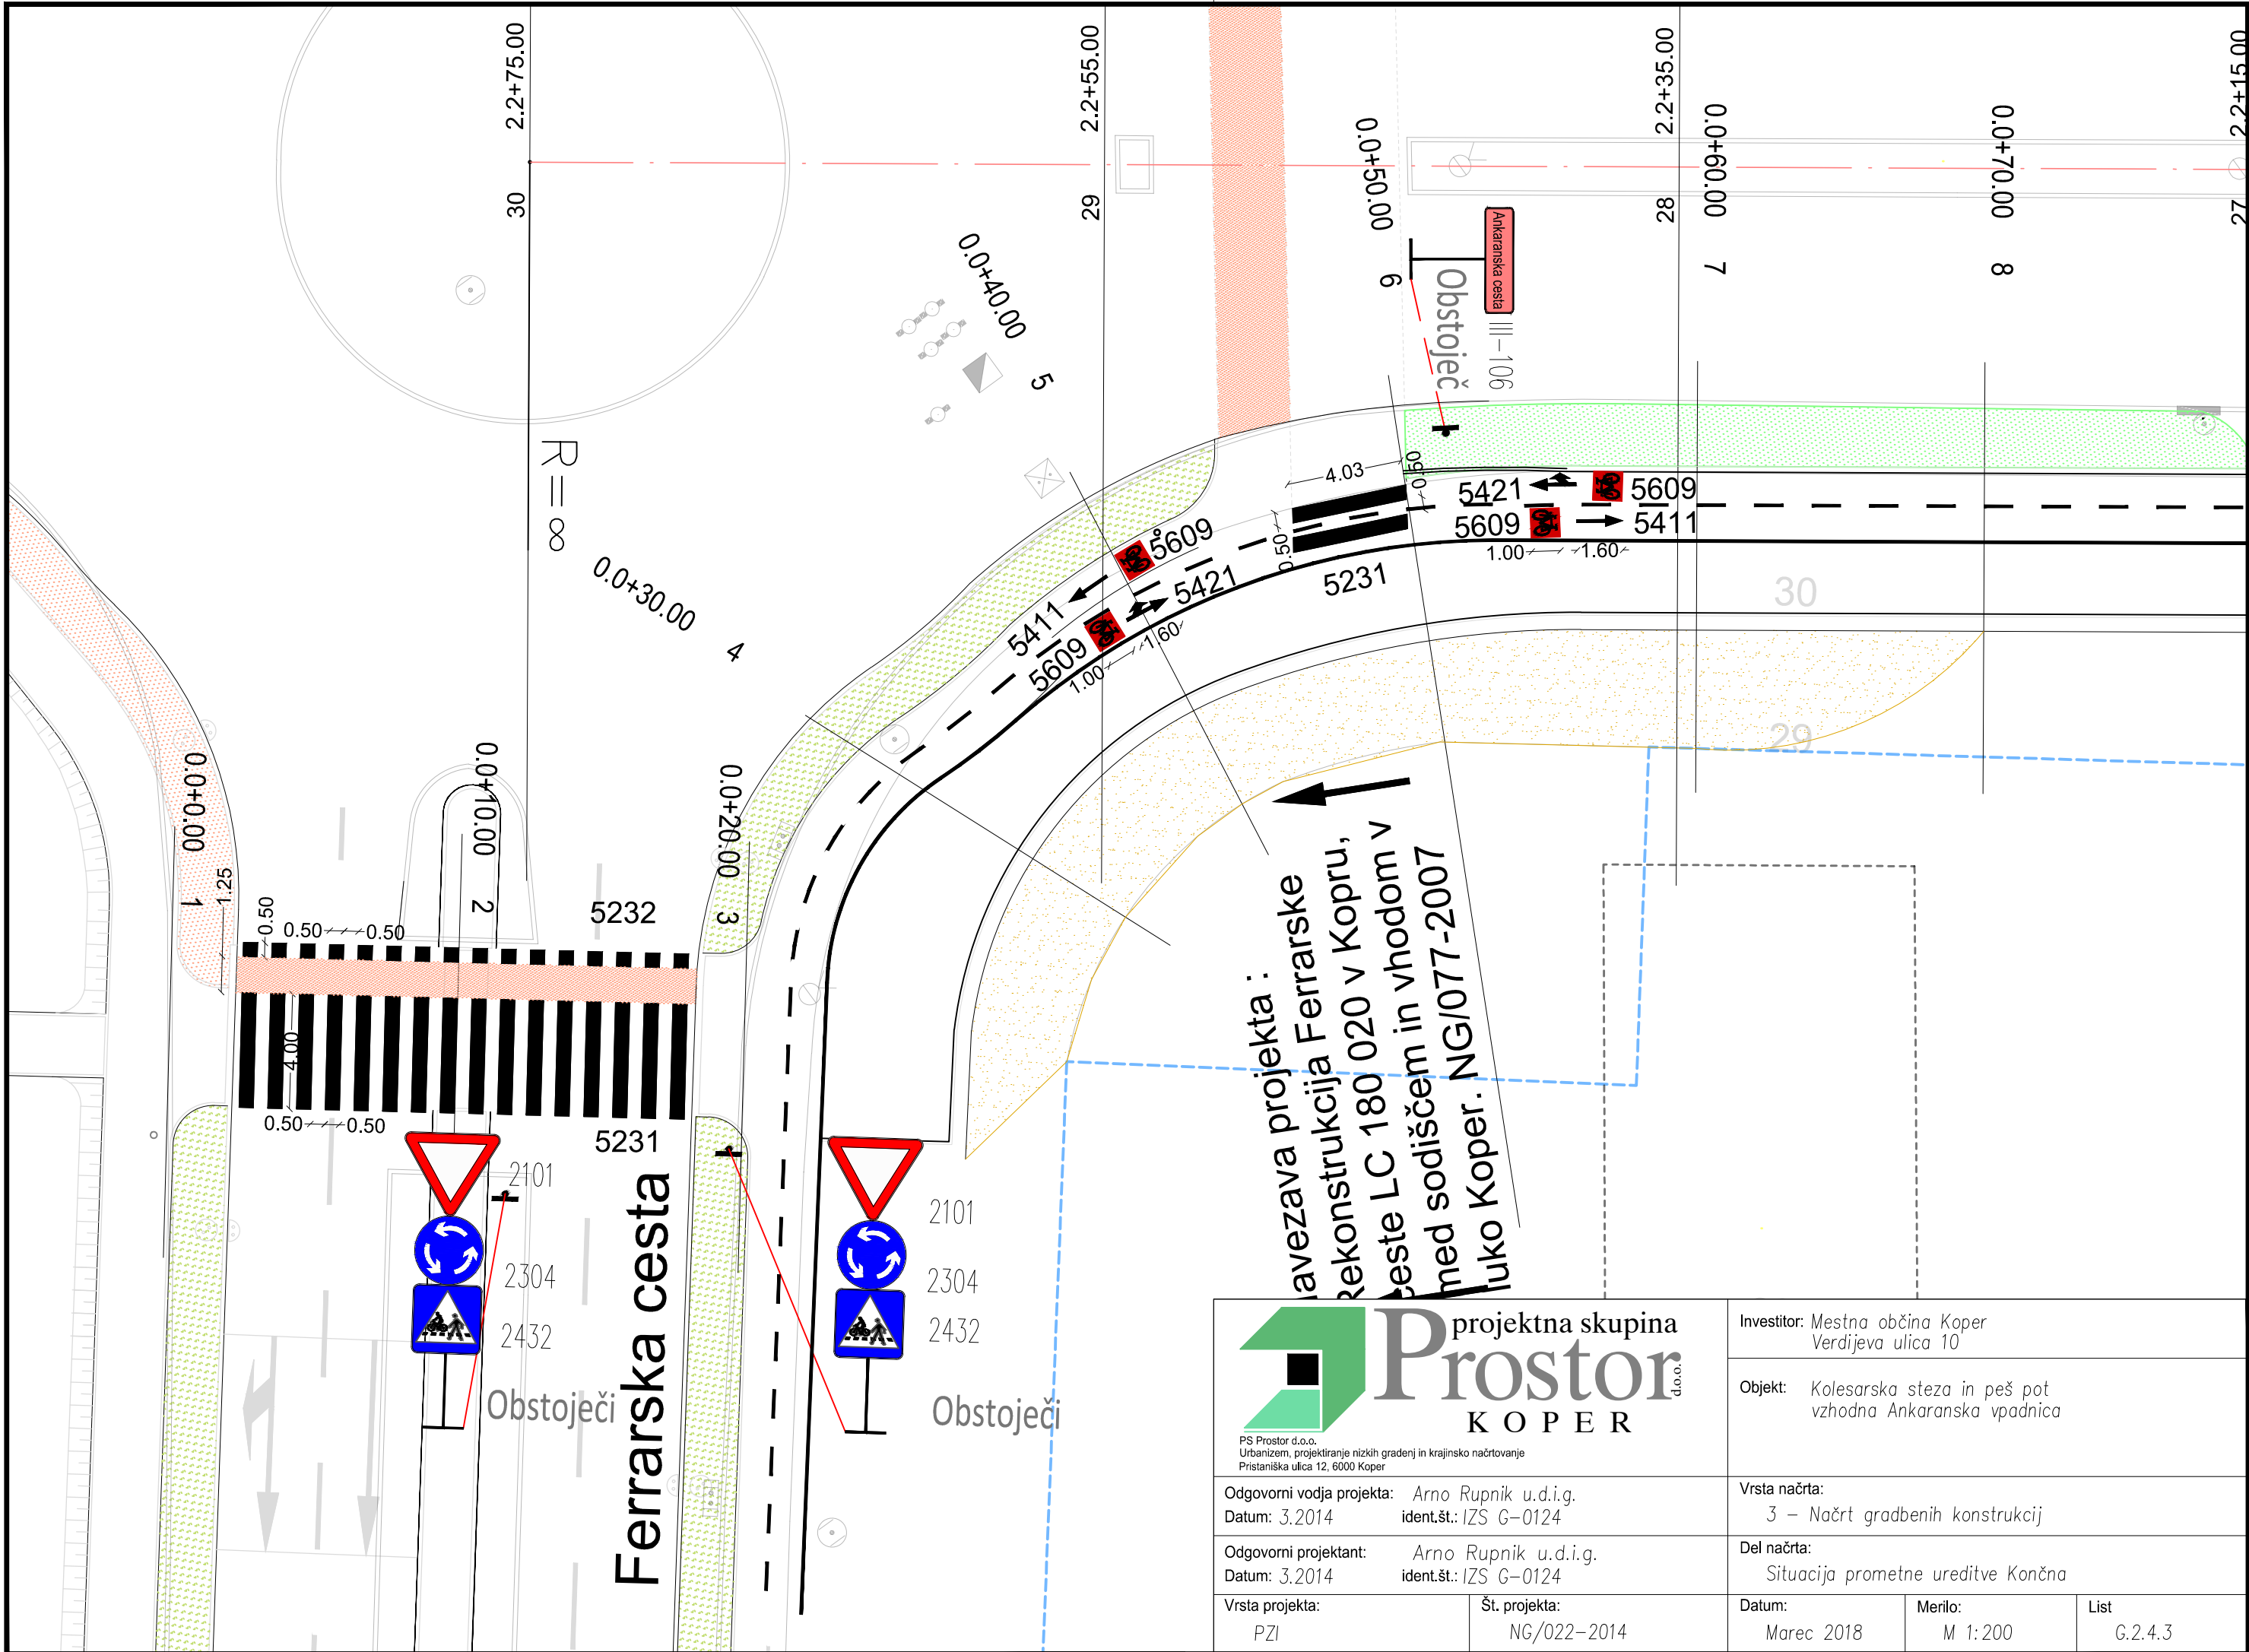 2.2+75.00
30
2.2+55.00
29
2.2+35.00
28
2.2+15.00
27
0.0+50.00
6
0.0+60.00
7
0.0+70.00
8
Ankaranska cesta
III-106
Obstoječ
0.0+40.00
5
R=∞
0.0+30.00
4
4.03
0.50
0.50
5421
5609
5609
5411
1.00
1.60
5231
5609
5421
5411
5609
1.00
1.60
30
29
0.0+0.00
1
0.0+10.00
2
0.0+20.00
3
1.25
0.50
0.50
0.50
5232
4.00
0.50
0.50
5231
2101
2304
2432
Obstoječi
Ferrarska cesta
2101
2304
2432
Obstoječi
avezava projekta :
Rekonstrukcija Ferrarske
ceste LC 180 020 v Kopru,
med sodiščem in vhodom v
luko Koper. NG/077-2007
projektna skupina
Prostor d.o.o.
KOPER
PS Prostor d.o.o.
Urbanizem, projektiranje nizkih gradenj in krajinsko načrtovanje
Pristaniška ulica 12, 6000 Koper
Investitor: Mestna občina Koper
Verdijeva ulica 10
Objekt: Kolesarska steza in peš pot
vzhodna Ankaranska vpadnica
Odgovorni vodja projekta: Arno Rupnik u.d.i.g.
Datum: 3.2014 ident.št.: IZS G-0124
Vrsta načrta:
3 - Načrt gradbenih konstrukcij
Odgovorni projektant: Arno Rupnik u.d.i.g.
Datum: 3.2014 ident.št.: IZS G-0124
Del načrta:
Situacija prometne ureditve Končna
Vrsta projekta:
PZI
Št. projekta:
NG/022-2014
Datum:
Marec 2018
Merilo:
M 1:200
List
G.2.4.3